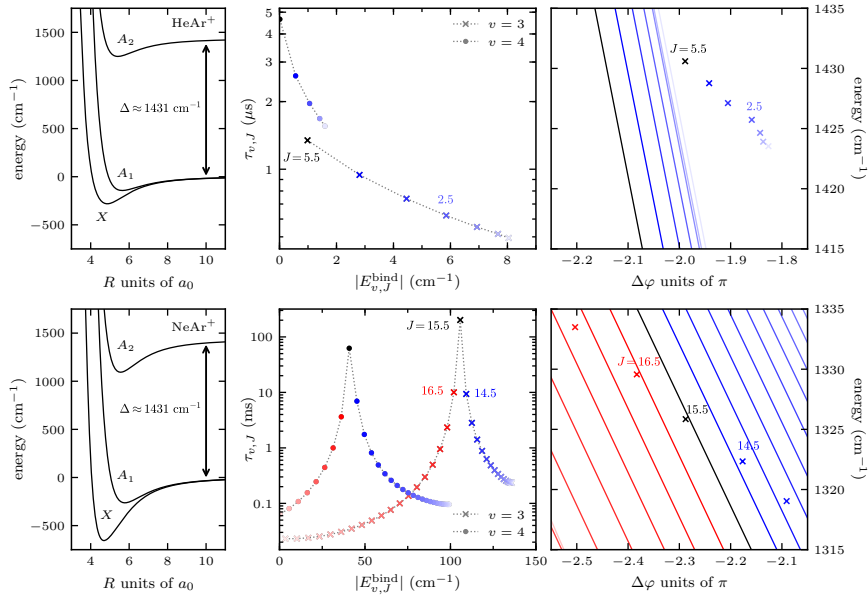 HeAr⁺
A₂
Δ ≈ 1431 cm⁻¹
A₁
X
energy (cm⁻¹)
1500
1000
500
0
−500
4
6
8
10
R units of a₀
v = 3
v = 4
J = 5.5
2.5
τ_{v,J} (μs)
5
4
3
2
1
0
2
4
6
8
|E^{bind}_{v,J}| (cm⁻¹)
J = 5.5
2.5
1435
1430
1425
1420
1415
energy (cm⁻¹)
−2.2
−2.1
−2.0
−1.9
−1.8
Δφ units of π
NeAr⁺
A₂
Δ ≈ 1431 cm⁻¹
A₁
X
energy (cm⁻¹)
1500
1000
500
0
−500
4
6
8
10
R units of a₀
J = 15.5
16.5
14.5
v = 3
v = 4
τ_{v,J} (ms)
100
10
1
0.1
0
50
100
150
|E^{bind}_{v,J}| (cm⁻¹)
J = 16.5
15.5
14.5
1335
1330
1325
1320
1315
energy (cm⁻¹)
−2.5
−2.4
−2.3
−2.2
−2.1
Δφ units of π